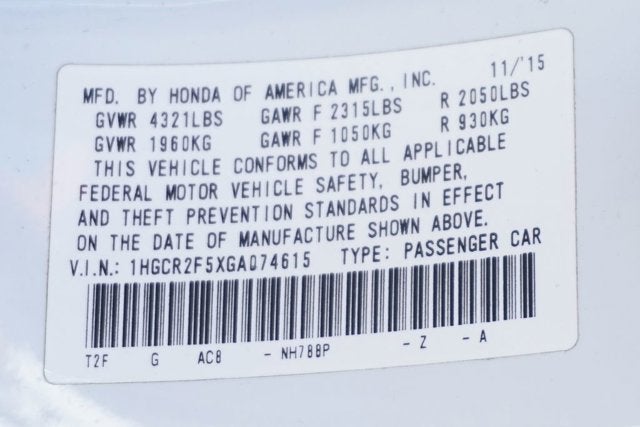 MFD. BY HONDA OF AMERICA MFG., INC. 11/'15
GVWR 4321LBS GAWR F 2315LBS R 2050LBS
GVWR 1960KG GAWR F 1050KG R 930KG
THIS VEHICLE CONFORMS TO ALL APPLICABLE
FEDERAL MOTOR VEHICLE SAFETY, BUMPER,
AND THEFT PREVENTION STANDARDS IN EFFECT
ON THE DATE OF MANUFACTURE SHOWN ABOVE.
V.I.N.: 1HGCR2F5XGA074615 TYPE: PASSENGER CAR
T2F G AC8 - NH788P - Z - A